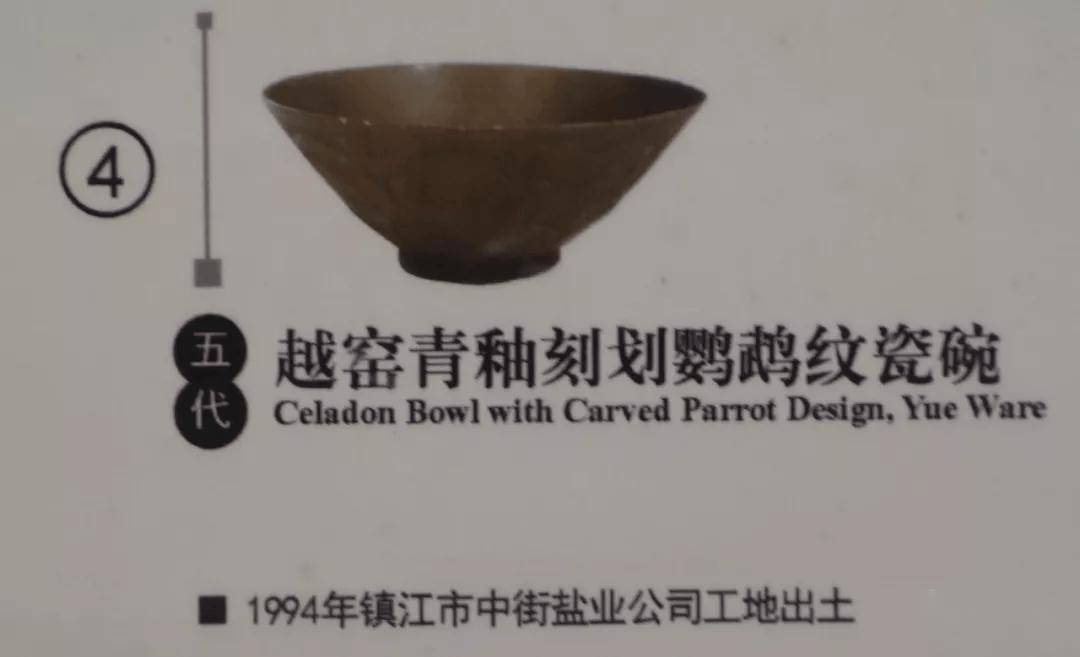 ④
五代
越窑青釉刻划鹦鹉纹瓷碗
Celadon Bowl with Carved Parrot Design, Yue Ware
■ 1994年镇江市中街盐业公司工地出土